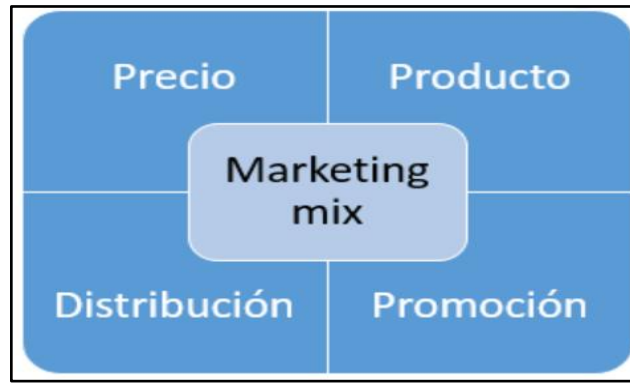 Precio
Producto
Marketing
mix
Distribución
Promoción